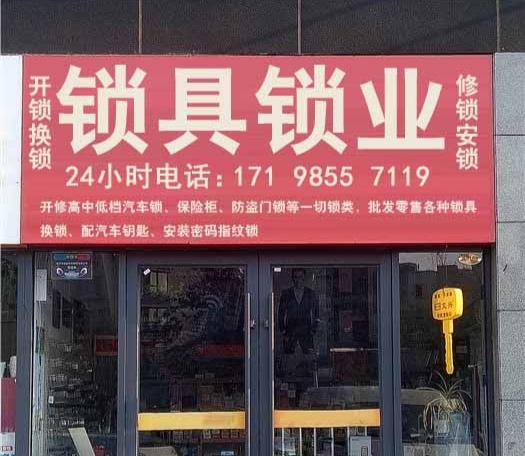 开锁换锁
锁具锁业
修锁安锁
24小时电话：171 9855 7119
开修高中低档汽车锁、保险柜、防盗门锁等一切锁类，批发零售各种锁具
换锁、配汽车钥匙、安装密码指纹锁